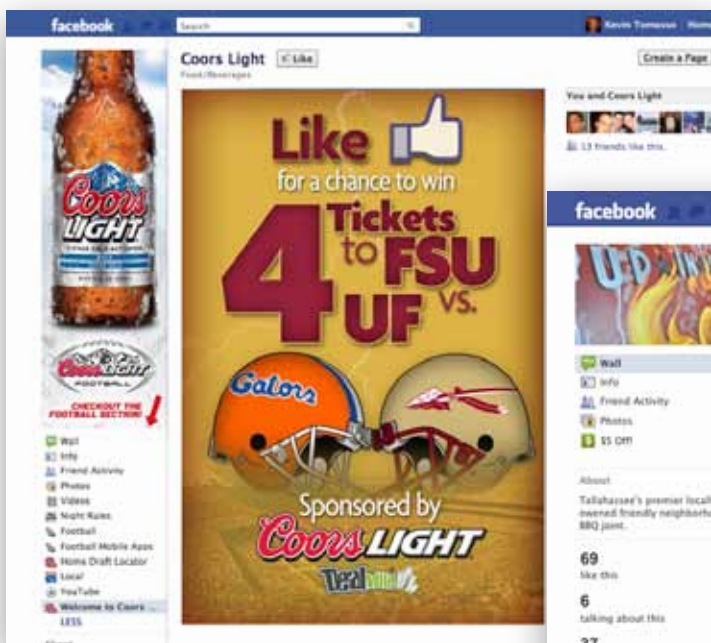 facebook
Search
Home
Create a Page
Coors Light
Like
Food/Beverages
You and Coors Light
13 friends like this.
Coors
LIGHT
Coors LIGHT
FOOTBALL
CHECKOUT THE
FOOTBALL SECTION!
Wall
Info
Friend Activity
Photos
Videos
Night Rules
Football
Football Mobile Apps
Home Draft Locator
Local
YouTube
Welcome to Coors ...
LESS
Like
for a chance to win
4 Tickets
to FSU
vs.
UF
Gators
Sponsored by
Coors LIGHT
facebook
Wall
Info
Friend Activity
Photos
$5 Off!
About
Tallahassee's premier locall
owned friendly neighborho
BBQ joint.
69
like this
6
talking about this